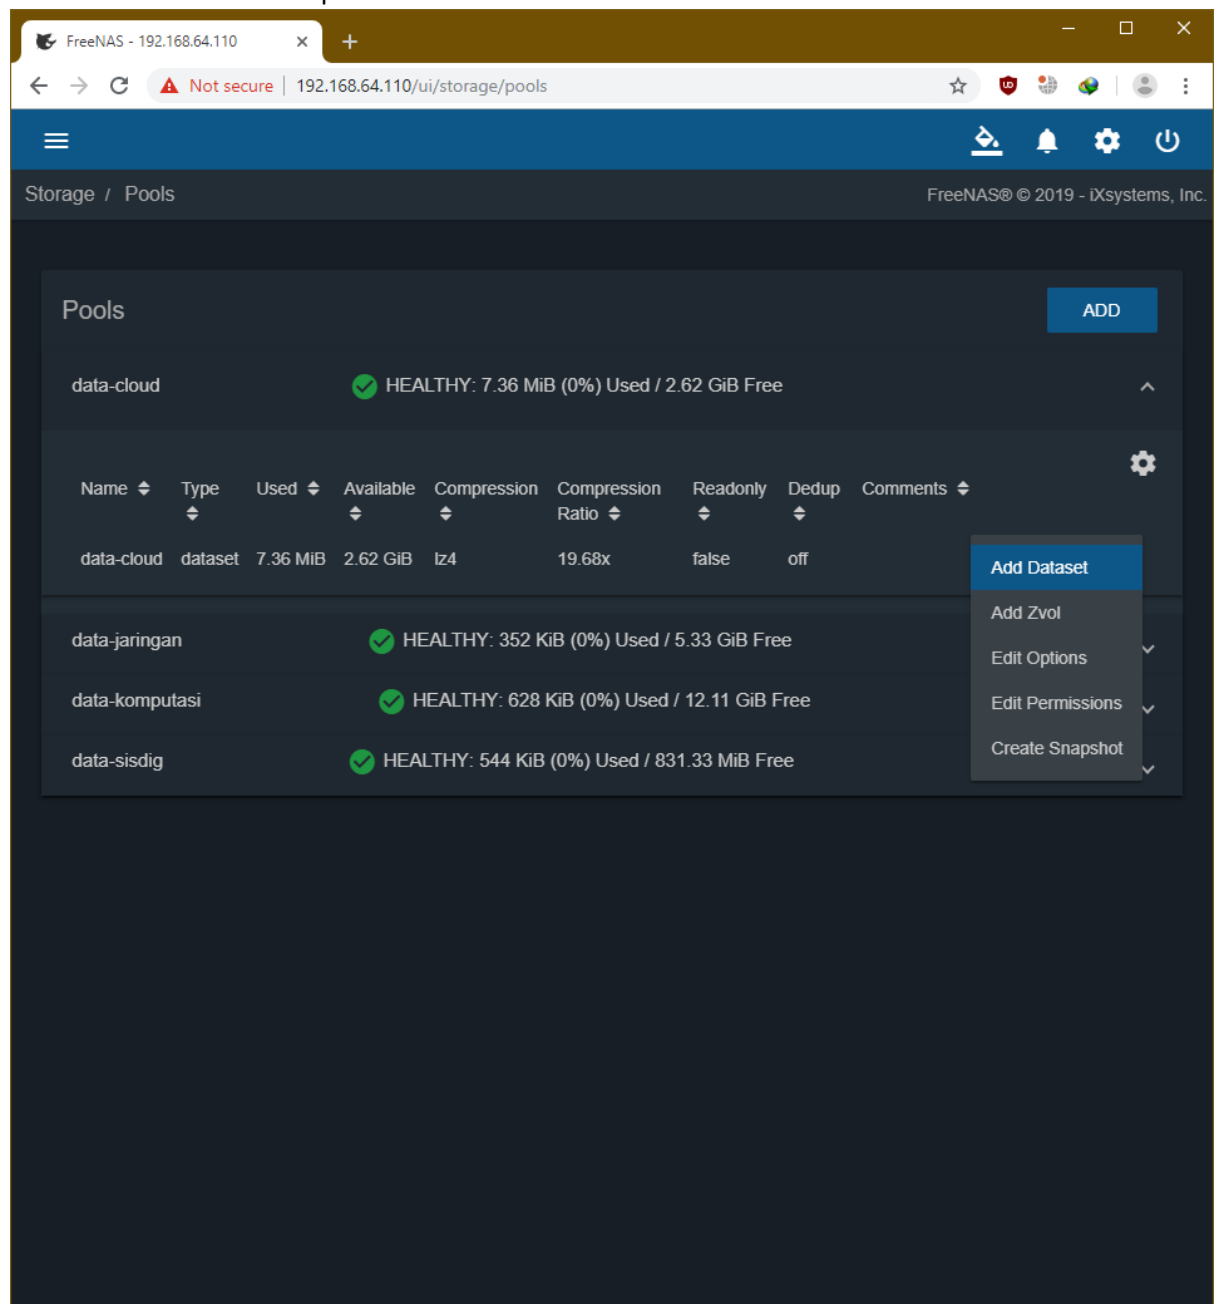 FreeNAS - 192.168.64.110
Not secure | 192.168.64.110/ui/storage/pools
Storage / Pools
FreeNAS® © 2019 - iXsystems, Inc.
Pools
ADD
data-cloud
HEALTHY: 7.36 MiB (0%) Used / 2.62 GiB Free
Name Type Used Available Compression Compression Ratio Readonly Dedup Comments
data-cloud dataset 7.36 MiB 2.62 GiB lz4 19.68x false off
Add Dataset
Add Zvol
Edit Options
Edit Permissions
Create Snapshot
data-jaringan HEALTHY: 352 KiB (0%) Used / 5.33 GiB Free
data-komputasi HEALTHY: 628 KiB (0%) Used / 12.11 GiB Free
data-sisdig HEALTHY: 544 KiB (0%) Used / 831.33 MiB Free